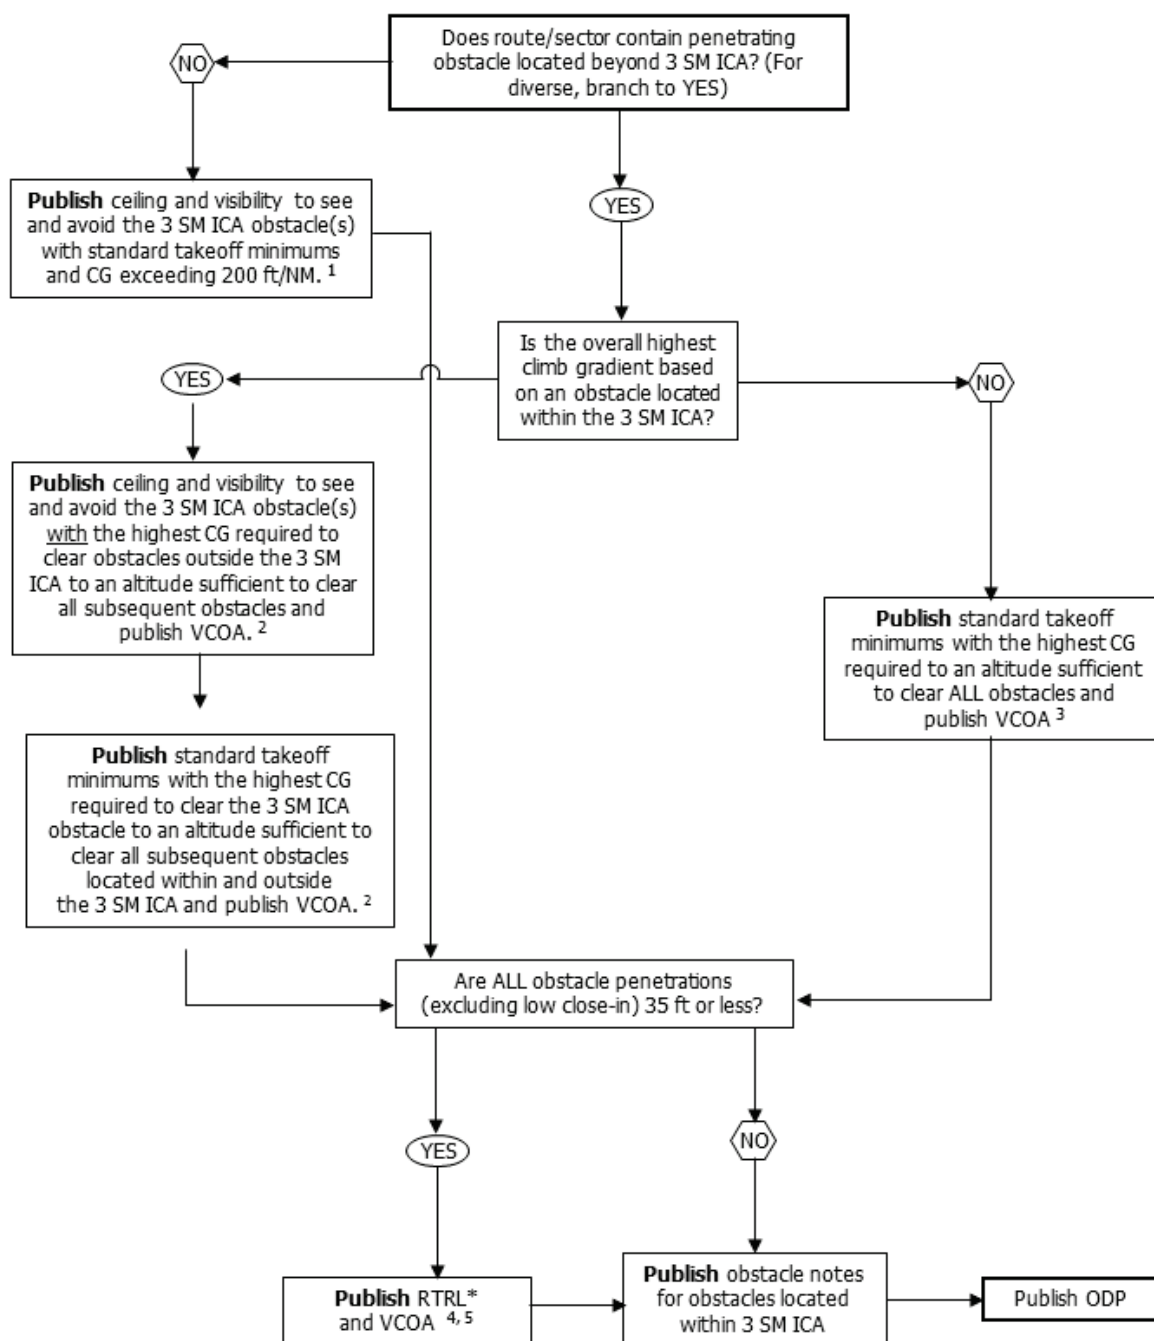 Does route/sector contain penetrating
obstacle located beyond 3 SM ICA? (For
diverse, branch to YES)
NO
YES
Publish ceiling and visibility to see
and avoid the 3 SM ICA obstacle(s)
with standard takeoff minimums
and CG exceeding 200 ft/NM. 1
Is the overall highest
climb gradient based
on an obstacle located
within the 3 SM ICA?
YES
NO
Publish ceiling and visibility to see
and avoid the 3 SM ICA obstacle(s)
with the highest CG required to
clear obstacles outside the 3 SM
ICA to an altitude sufficient to clear
all subsequent obstacles and
publish VCOA. 2
Publish standard takeoff
minimums with the highest CG
required to an altitude sufficient
to clear ALL obstacles and
publish VCOA 3
Publish standard takeoff
minimums with the highest CG
required to clear the 3 SM ICA
obstacle to an altitude sufficient to
clear all subsequent obstacles
located within and outside
the 3 SM ICA and publish VCOA. 2
Are ALL obstacle penetrations
(excluding low close-in) 35 ft or less?
YES
NO
Publish RTRL*
and VCOA 4, 5
Publish obstacle notes
for obstacles located
within 3 SM ICA
Publish ODP